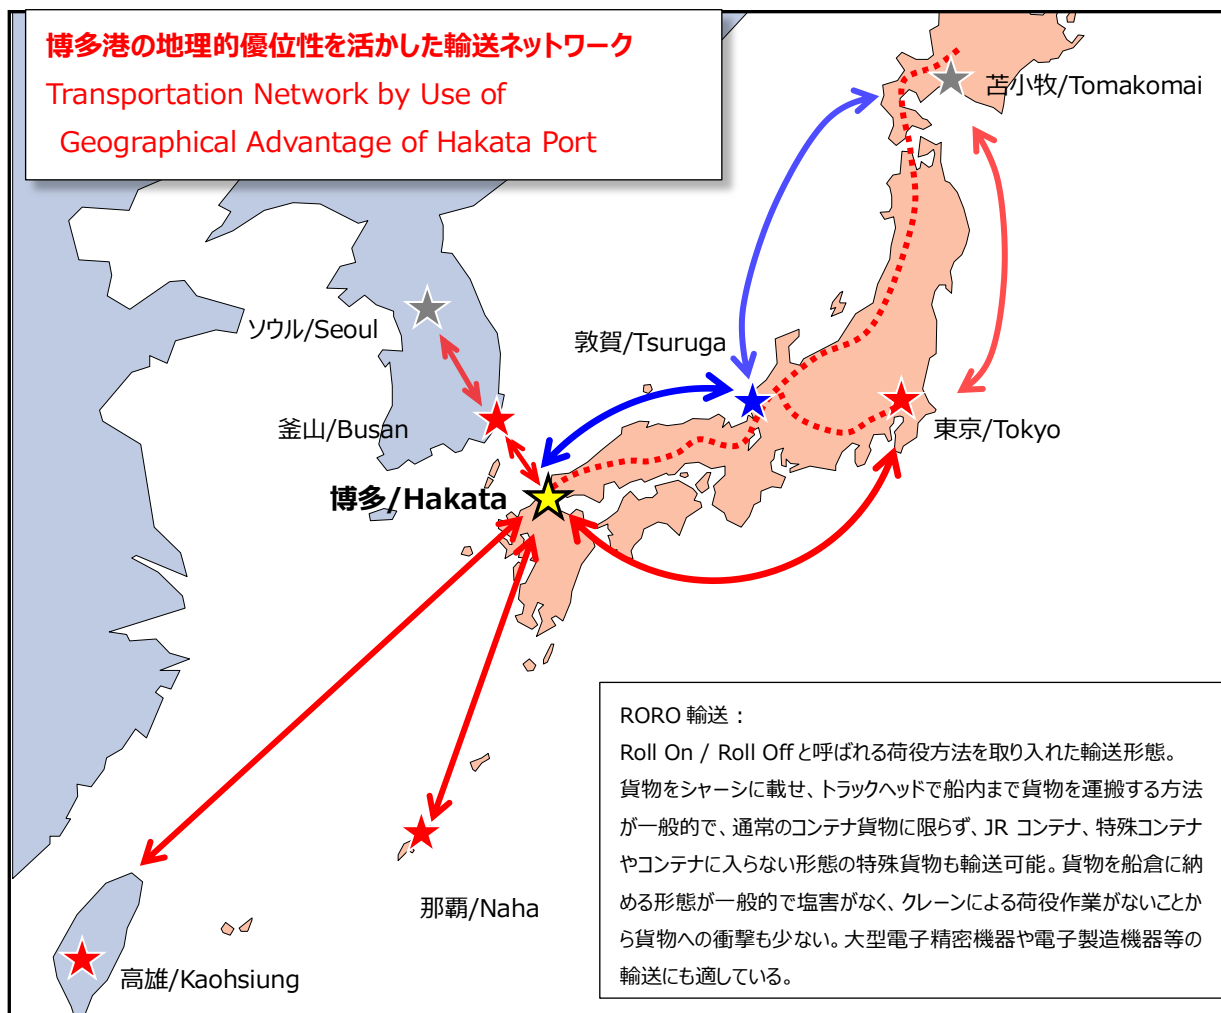 博多港の地理的優位性を活かした輸送ネットワーク
Transportation Network by Use of
Geographical Advantage of Hakata Port
苫小牧/Tomakomai
ソウル/Seoul
敦賀/Tsuruga
釜山/Busan
東京/Tokyo
博多/Hakata
那覇/Naha
高雄/Kaohsiung
RORO 輸送：
Roll On / Roll Off と呼ばれる荷役方法を取り入れた輸送形態。
貨物をシャーシに載せ、トラックヘッドで船内まで貨物を運搬する方法
が一般的で、通常のコンテナ貨物に限らず、JR コンテナ、特殊コンテナ
やコンテナに入らない形態の特殊貨物も輸送可能。貨物を船倉に納
める形態が一般的で塩害がなく、クレーンによる荷役作業がないことか
ら貨物への衝撃も少ない。大型電子精密機器や電子製造機器等の
輸送にも適している。